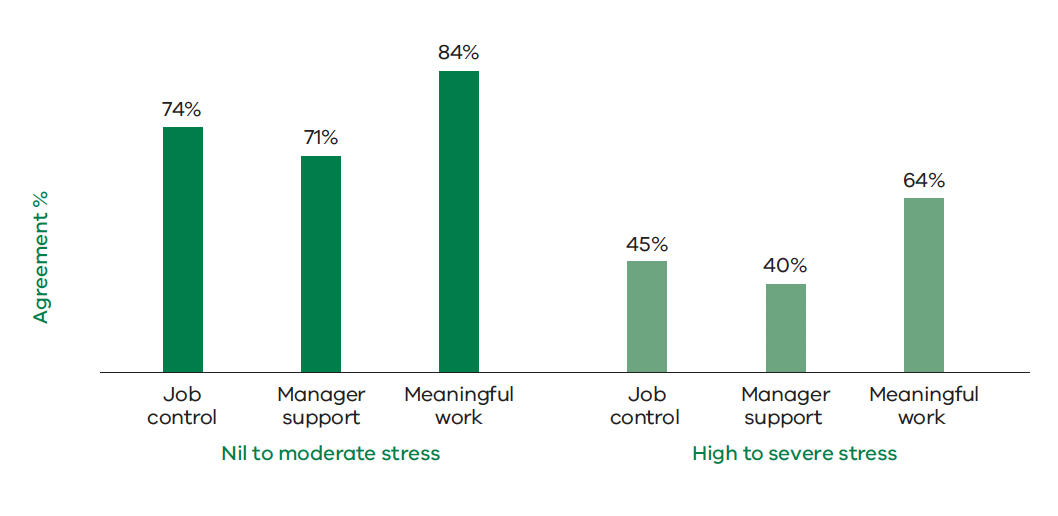 84%
74%
71%
64%
45%
40%
Agreement %
Job
control
Manager
support
Meaningful
work
Job
control
Manager
support
Meaningful
work
Nil to moderate stress
High to severe stress